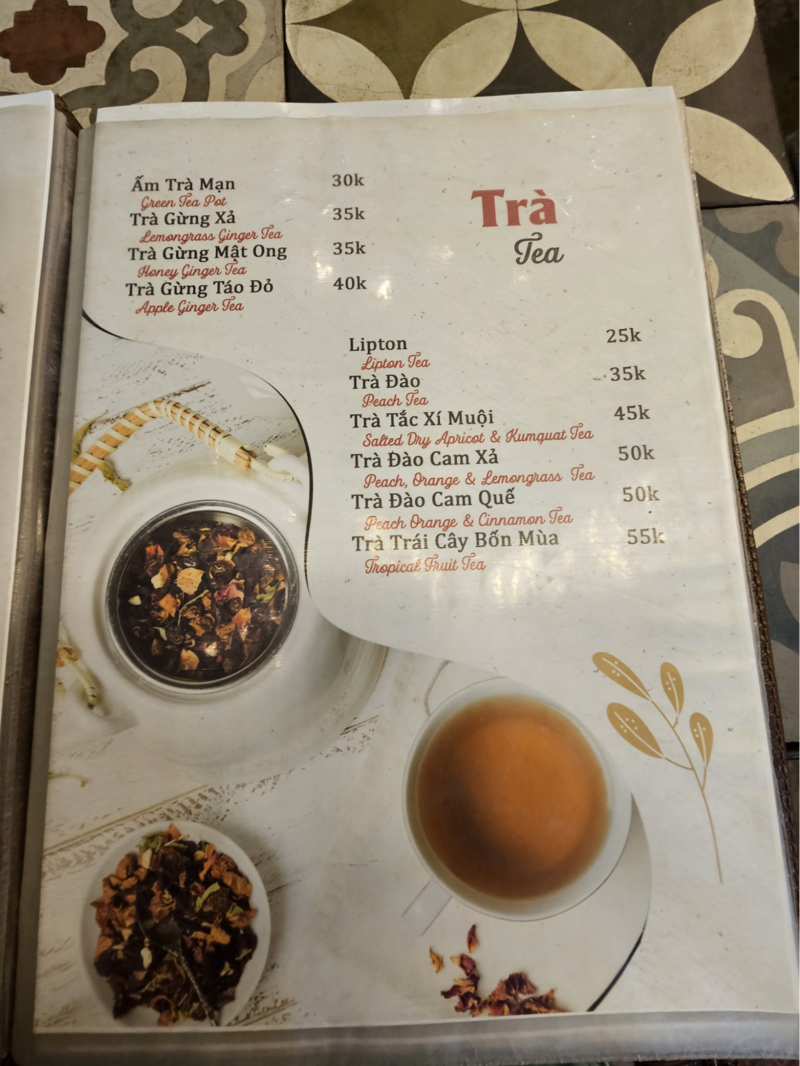 Trà
Tea
Ấm Trà Mạn 30k
Green Tea Pot
Trà Gừng Xả 35k
Lemongrass Ginger Tea
Trà Gừng Mật Ong 35k
Honey Ginger Tea
Trà Gừng Táo Đỏ 40k
Apple Ginger Tea
Lipton 25k
Lipton Tea
Trà Đào 35k
Peach Tea
Trà Tắc Xí Muội 45k
Salted Dry Apricot & Kumquat Tea
Trà Đào Cam Xả 50k
Peach, Orange & Lemongrass Tea
Trà Đào Cam Quế 50k
Peach Orange & Cinnamon Tea
Trà Trái Cây Bốn Mùa 55k
Tropical Fruit Tea